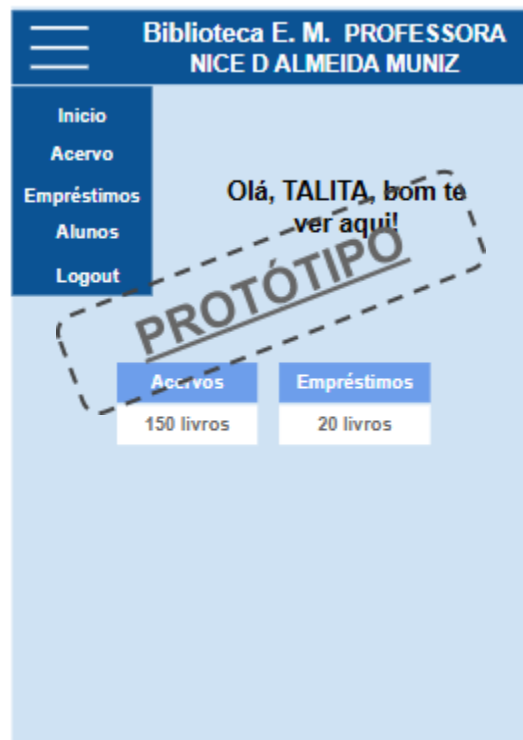 Biblioteca E. M. PROFESSORA
NICE D ALMEIDA MUNIZ
Inicio
Acervo
Empréstimos
Alunos
Logout
Olá, TALITA, bom te
ver aqui!
PROTÓTIPO
Acervos
Empréstimos
150 livros
20 livros